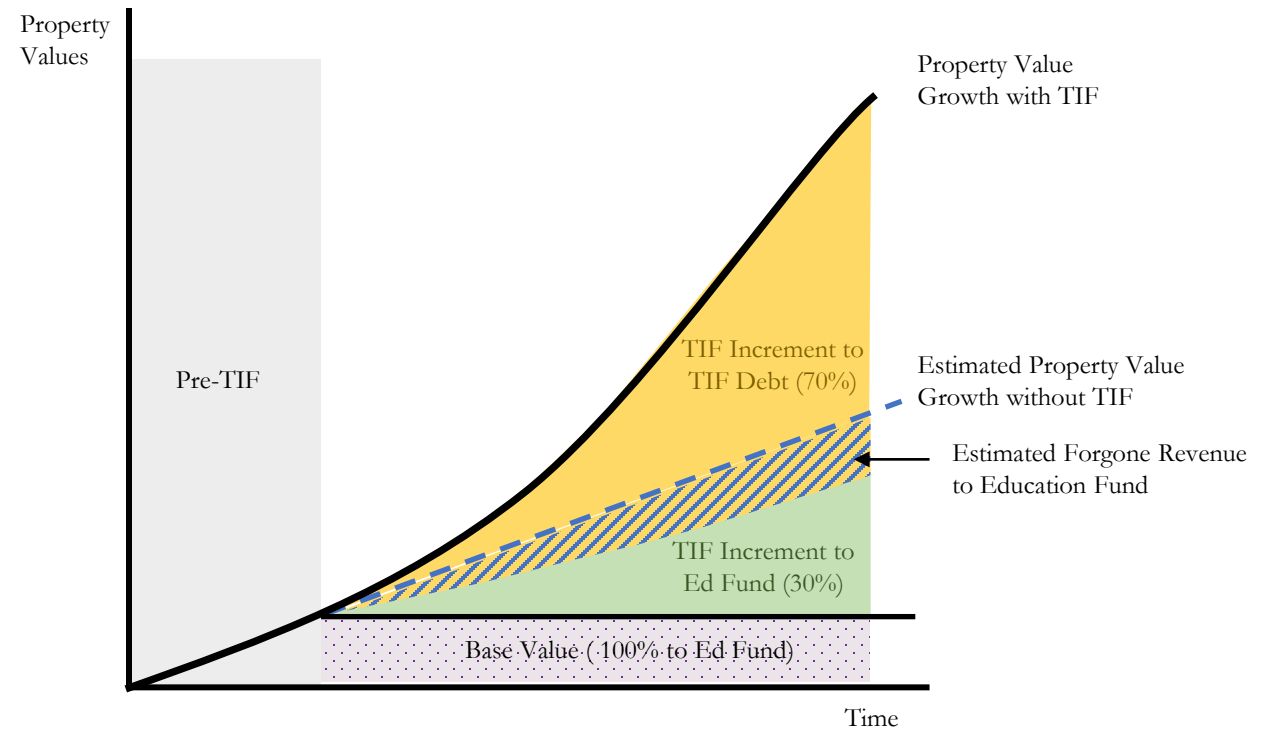 Property
Values
Property Value
Growth with TIF
TIF Increment to
TIF Debt (70%)
Pre-TIF
Estimated Property Value
Growth without TIF
Estimated Forgone Revenue
to Education Fund
TIF Increment to
Ed Fund (30%)
Base Value ( 100% to Ed Fund)
Time